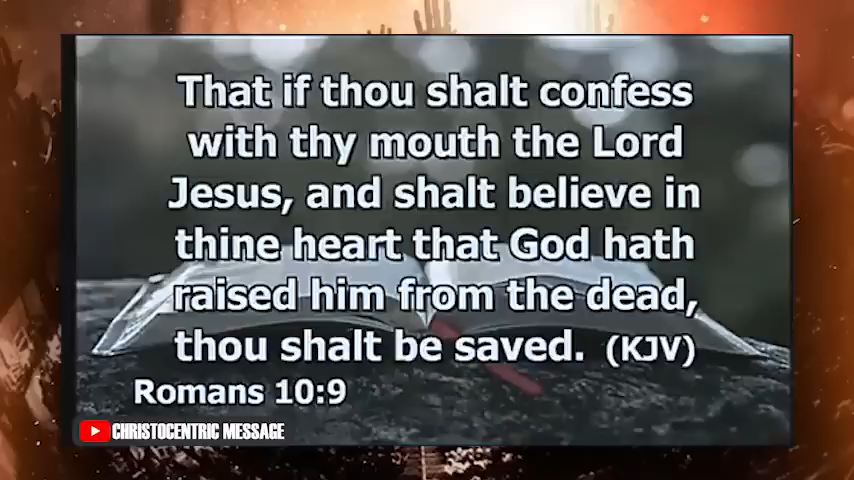 That if thou shalt confess
with thy mouth the Lord
Jesus, and shalt believe in
thine heart that God hath
raised him from the dead,
thou shalt be saved. (KJV)
Romans 10:9
CHRISTOCENTRIC MESSAGE